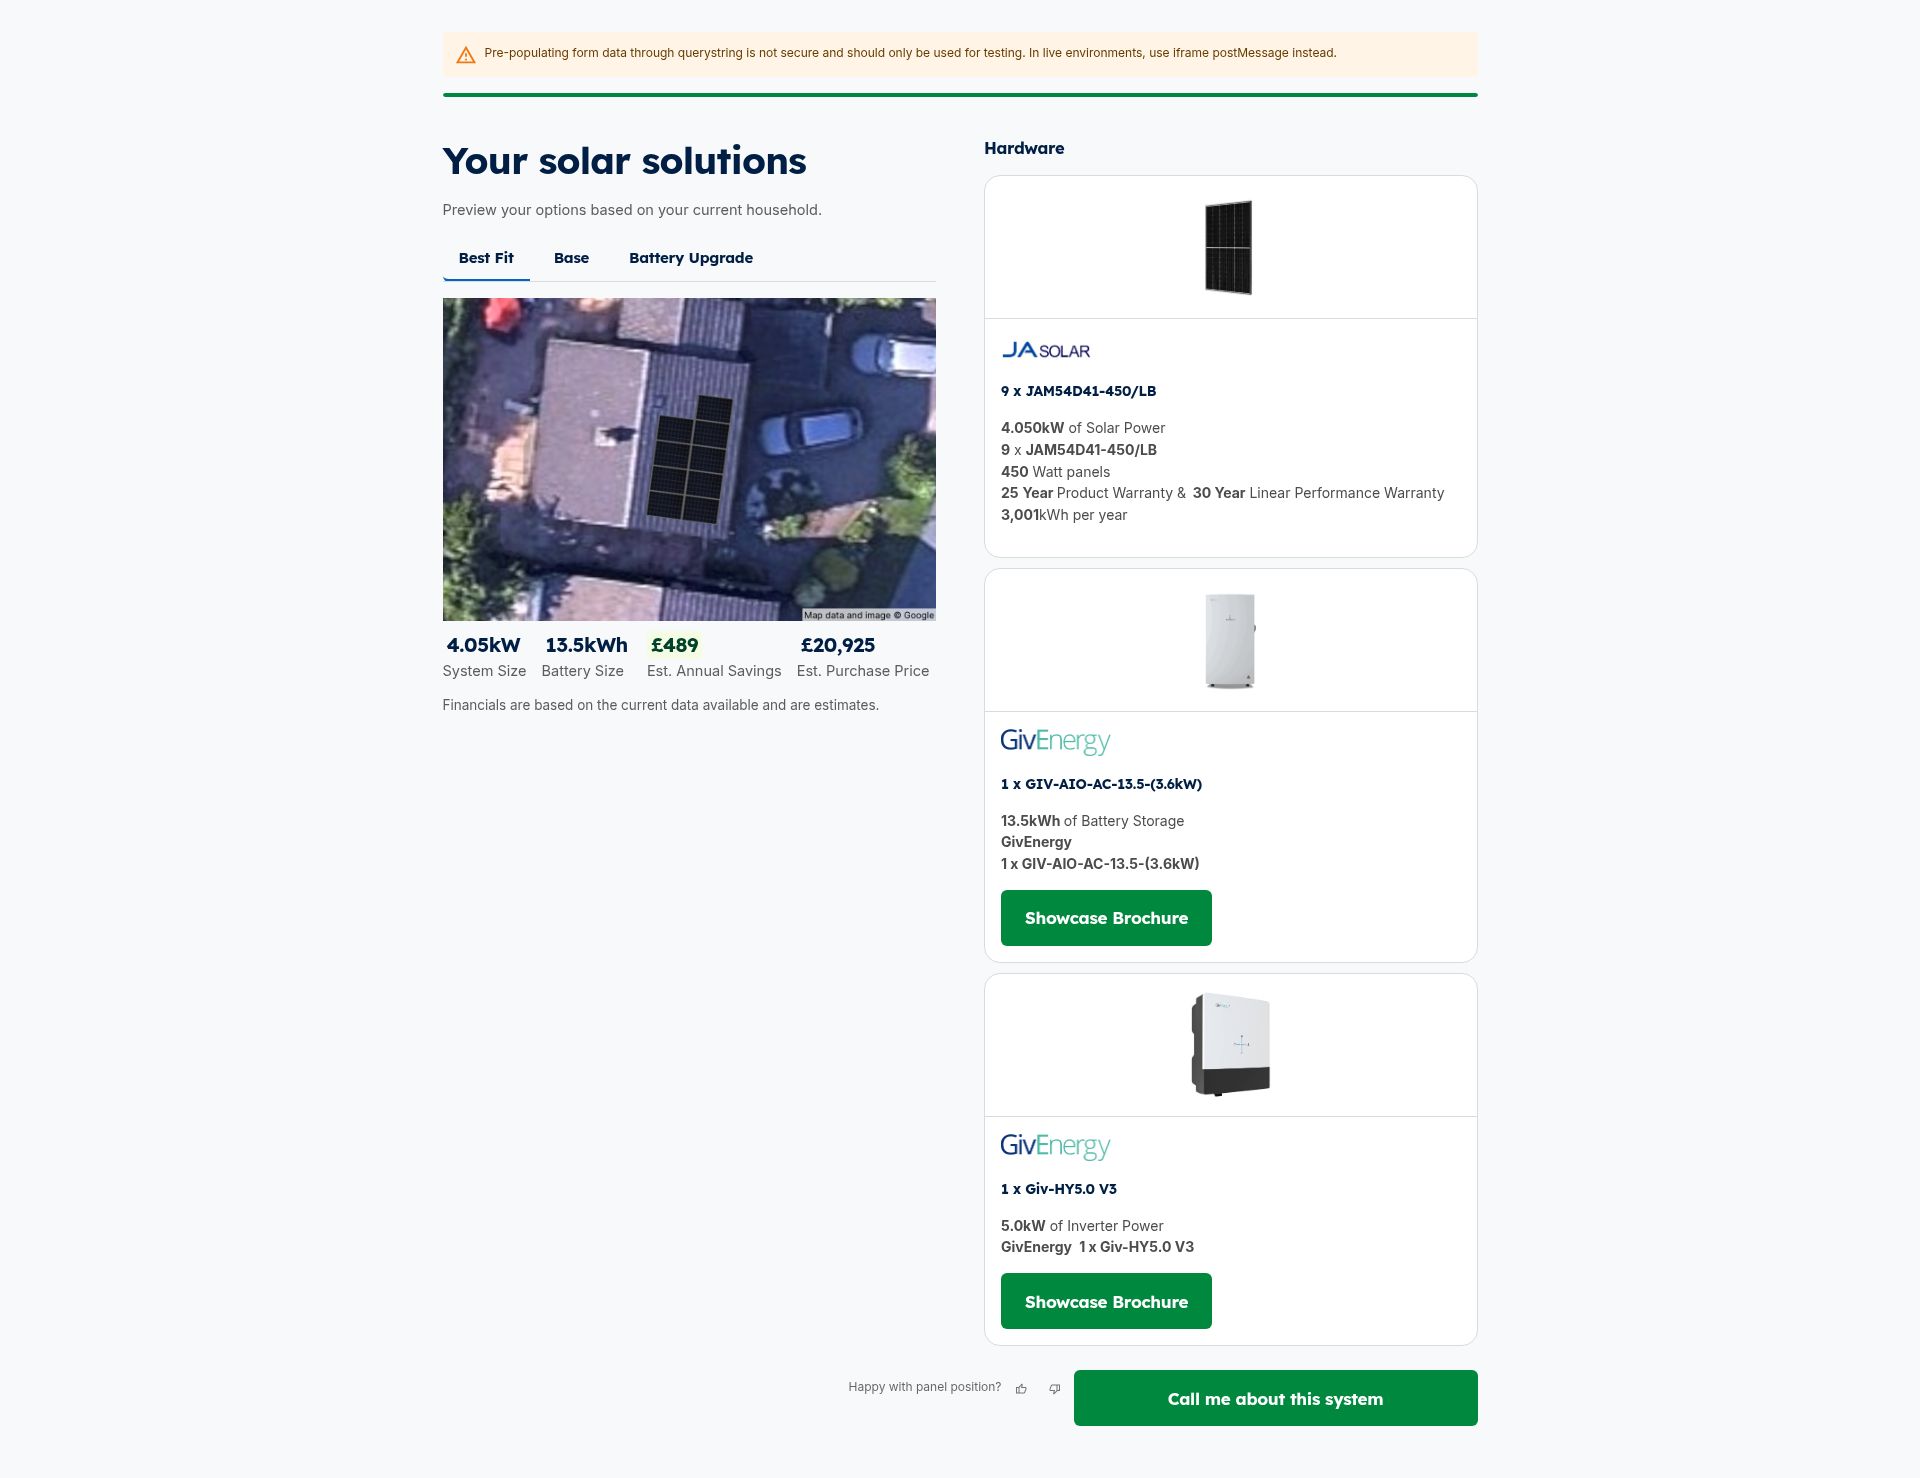 Pre-populating form data through querystring is not secure and should only be used for testing. In live environments, use iframe postMessage instead.
Your solar solutions
Preview your options based on your current household.
Best Fit
Base
Battery Upgrade
Map data and image © Google
4.05kW
System Size
13.5kWh
Battery Size
£489
Est. Annual Savings
£20,925
Est. Purchase Price
Financials are based on the current data available and are estimates.
Hardware
JA SOLAR
9 x JAM54D41-450/LB
4.050kW of Solar Power
9 x JAM54D41-450/LB
450 Watt panels
25 Year Product Warranty & 30 Year Linear Performance Warranty
3,001kWh per year
GivEnergy
1 x GIV-AIO-AC-13.5-(3.6kW)
13.5kWh of Battery Storage
GivEnergy
1 x GIV-AIO-AC-13.5-(3.6kW)
Showcase Brochure
GivEnergy
1 x Giv-HY5.0 V3
5.0kW of Inverter Power
GivEnergy 1 x Giv-HY5.0 V3
Showcase Brochure
Happy with panel position?
Call me about this system